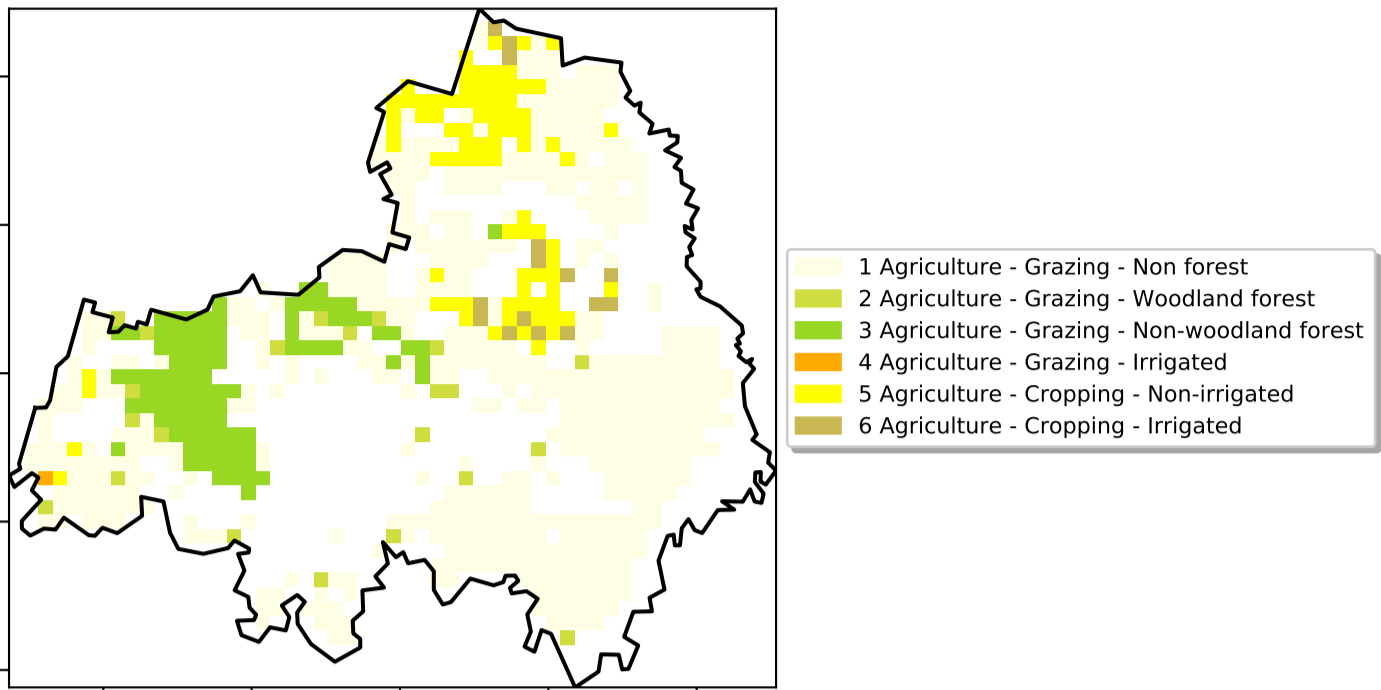 1 Agriculture - Grazing - Non forest
2 Agriculture - Grazing - Woodland forest
3 Agriculture - Grazing - Non-woodland forest
4 Agriculture - Grazing - Irrigated
5 Agriculture - Cropping - Non-irrigated
6 Agriculture - Cropping - Irrigated